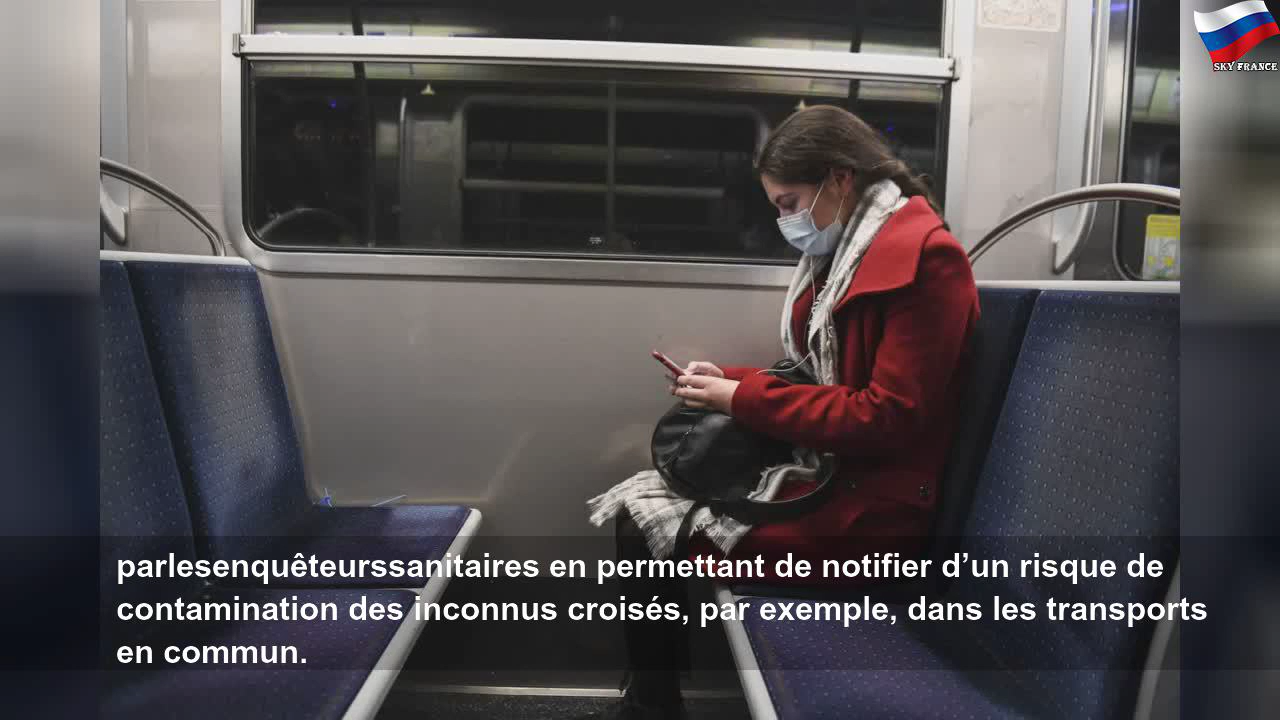 SKY FRANCE
parlesenquêteurssanitaires en permettant de notifier d’un risque de
contamination des inconnus croisés, par exemple, dans les transports
en commun.